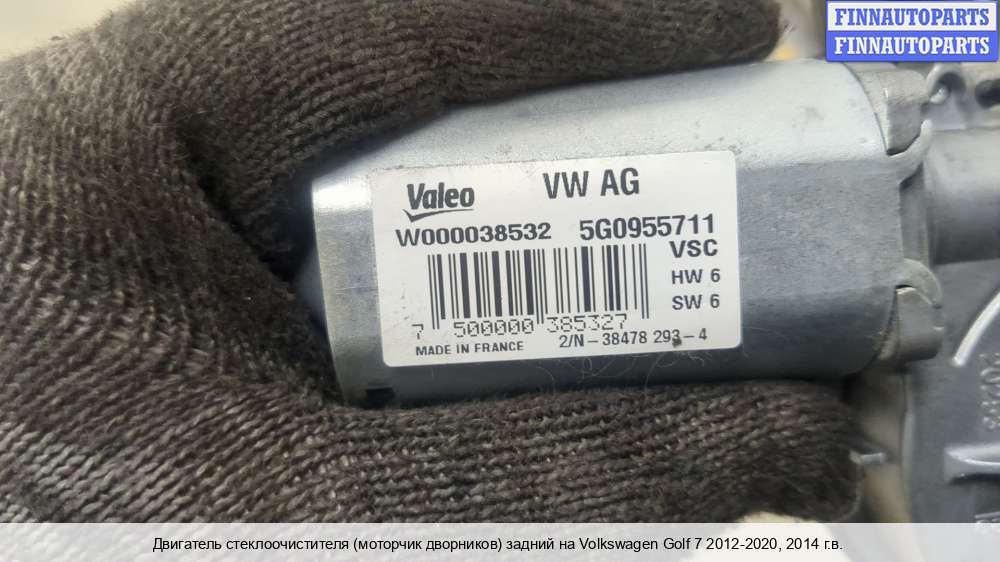 FINNAUTOPARTS
FINNAUTOPARTS
Valeo VW AG
W000038532 5G0955711
VSC
HW 6
SW 6
7 500000 385327
MADE IN FRANCE 2/N-38478 293-4
Двигатель стеклоочистителя (моторчик дворников) задний на Volkswagen Golf 7 2012-2020, 2014 г.в.